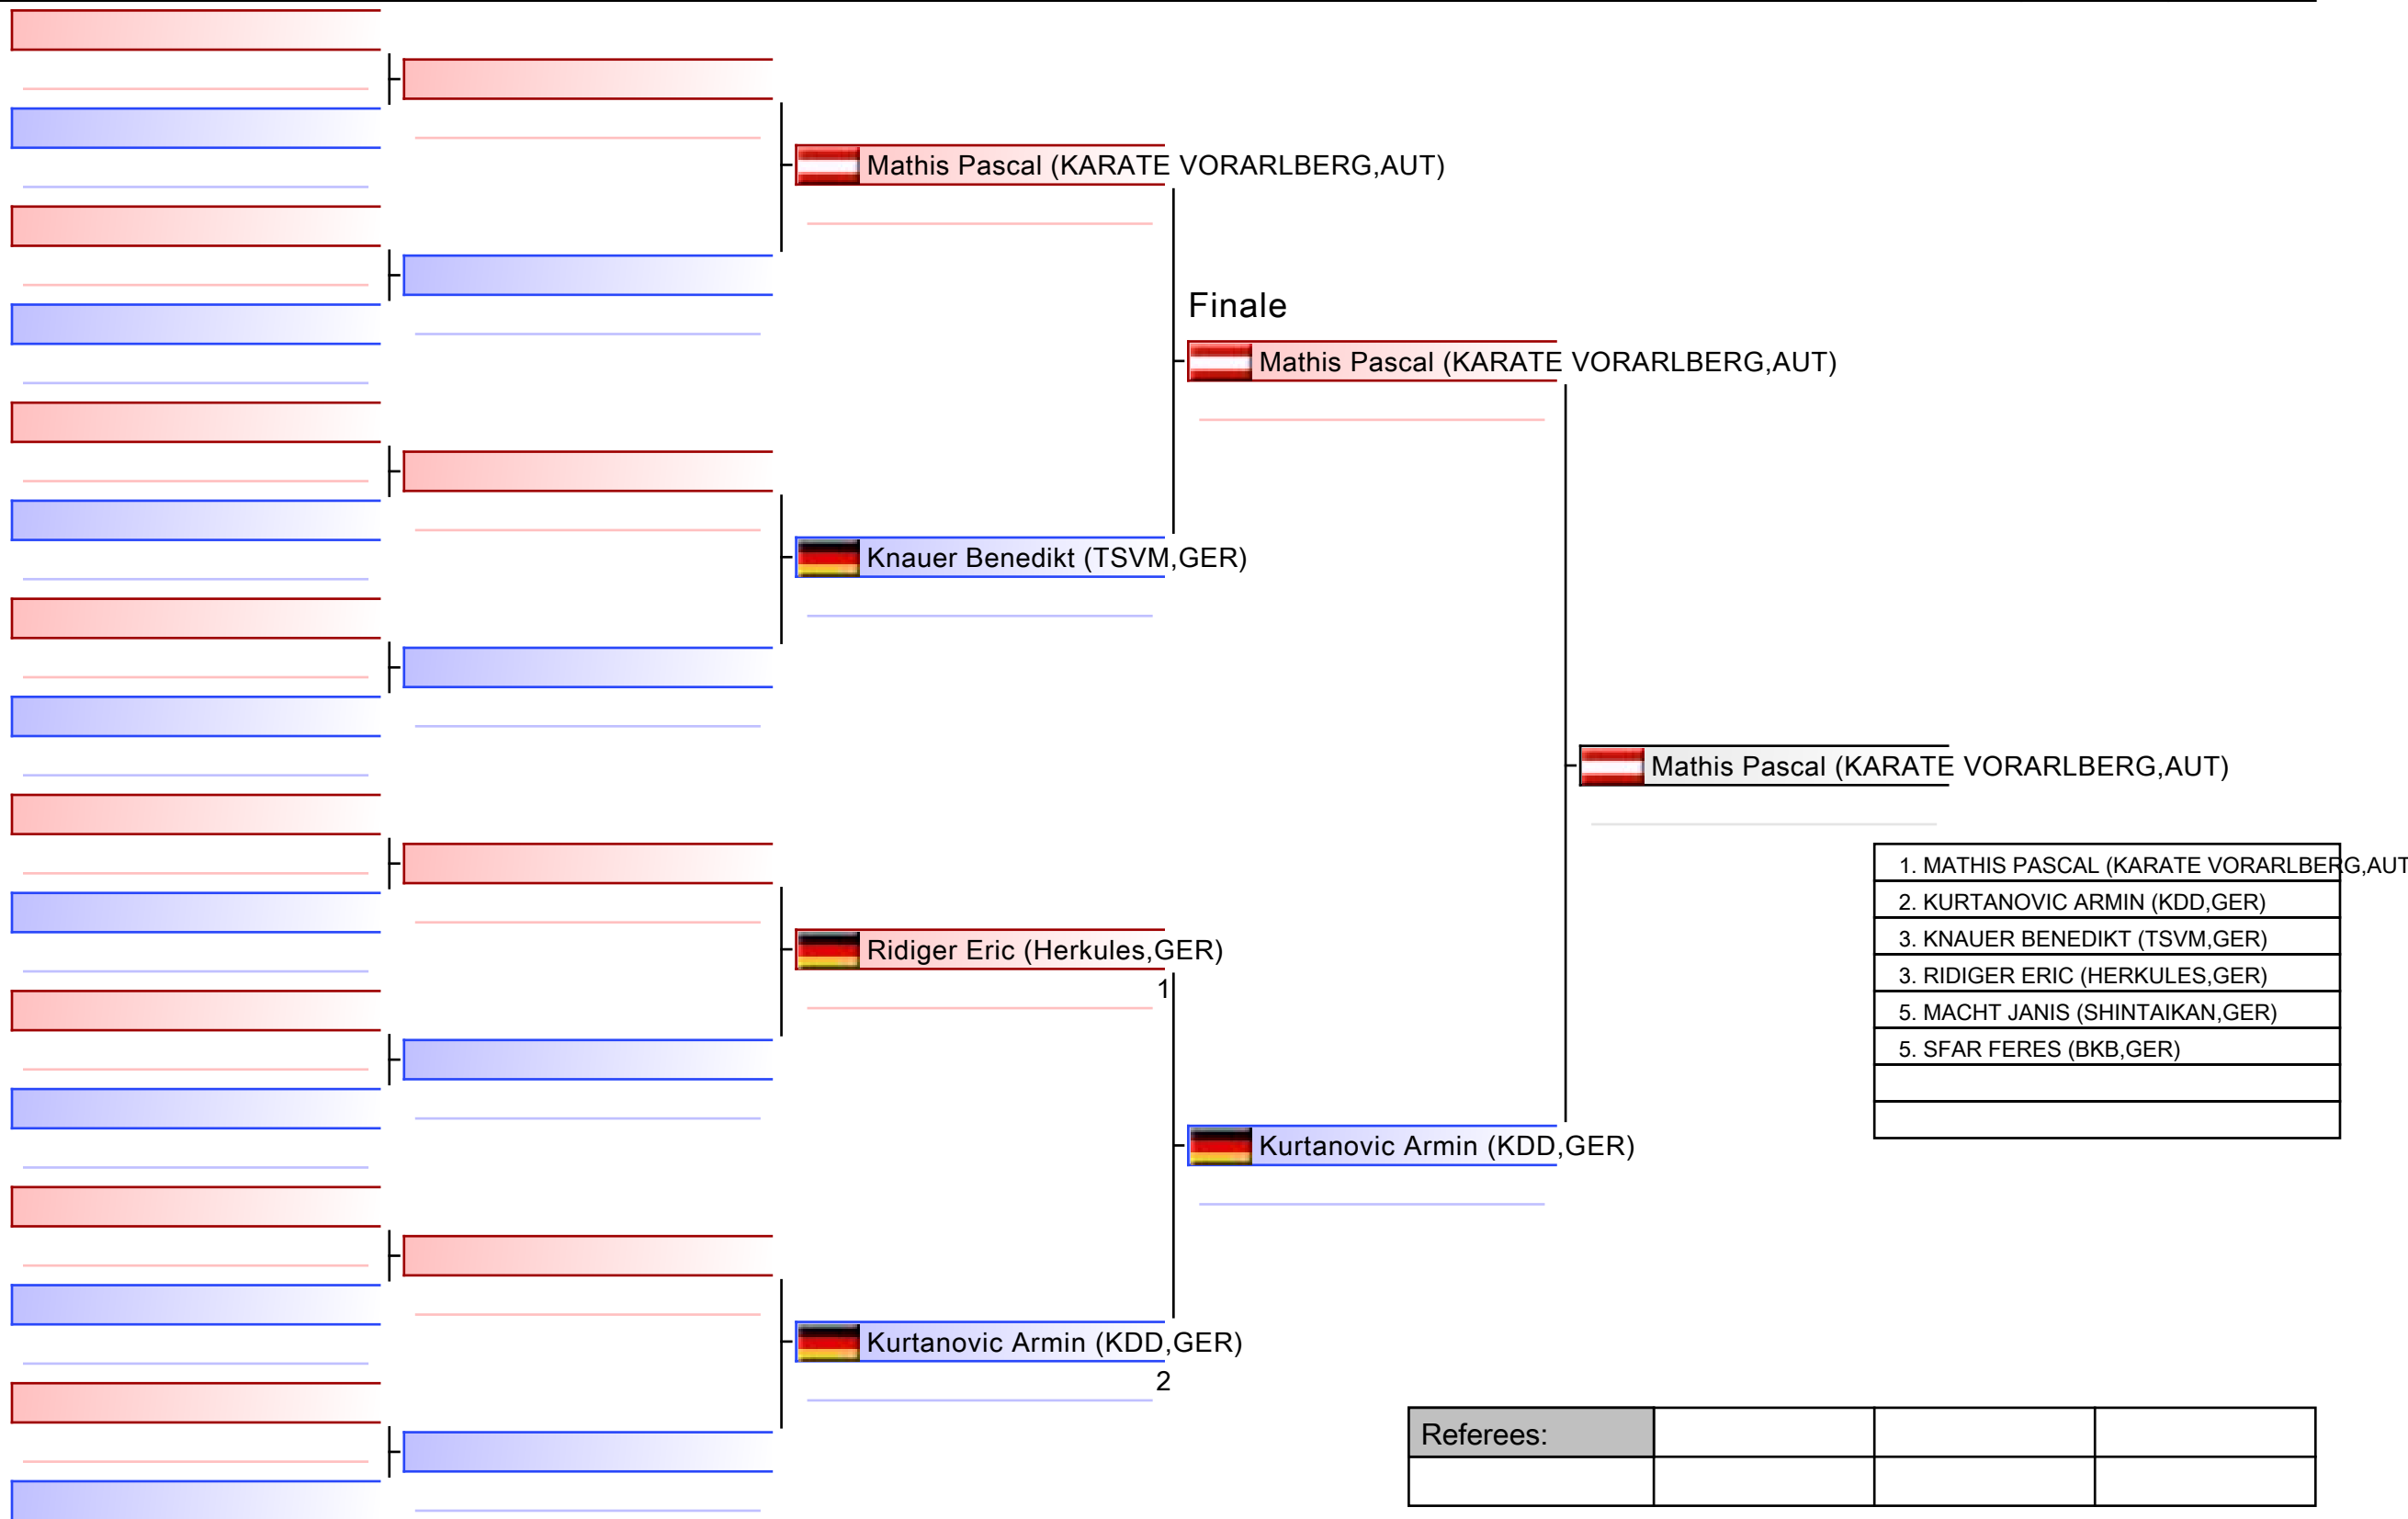 Mathis Pascal (KARATE VORARLBERG,AUT)
Finale
Mathis Pascal (KARATE VORARLBERG,AUT)
Knauer Benedikt (TSVM,GER)
Mathis Pascal (KARATE VORARLBERG,AUT)
1. MATHIS PASCAL (KARATE VORARLBERG,AUT
2. KURTANOVIC ARMIN (KDD,GER)
3. KNAUER BENEDIKT (TSVM,GER)
3. RIDIGER ERIC (HERKULES,GER)
5. MACHT JANIS (SHINTAIKAN,GER)
5. SFAR FERES (BKB,GER)
Ridiger Eric (Herkules,GER)
1
Kurtanovic Armin (KDD,GER)
Kurtanovic Armin (KDD,GER)
2
Referees: